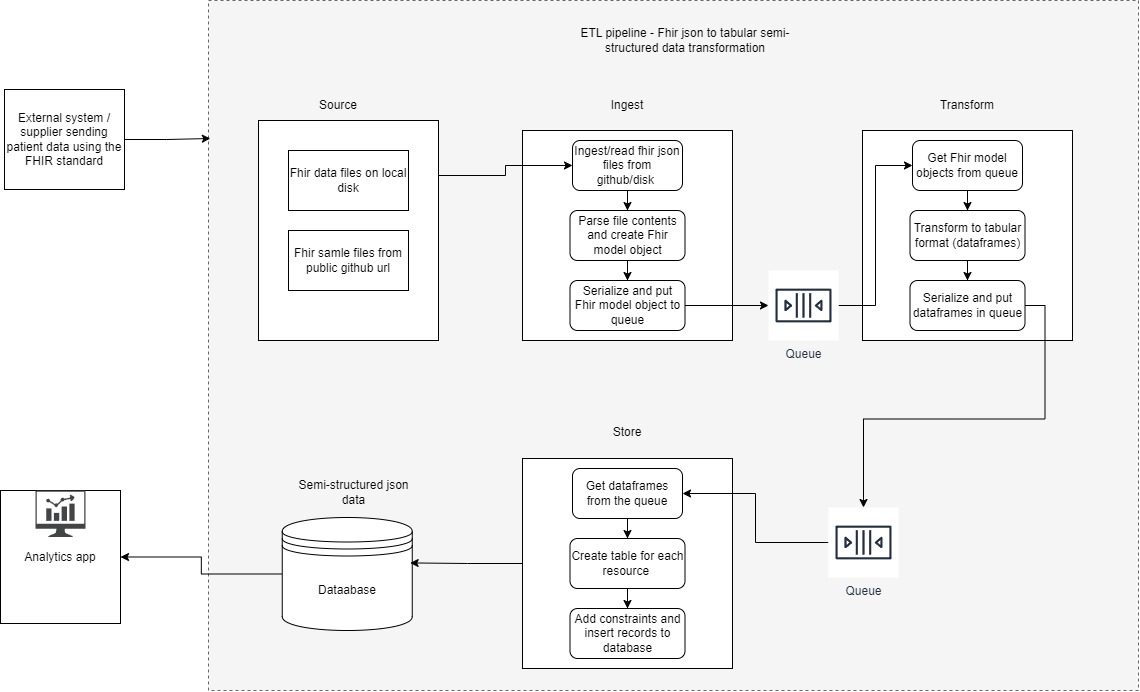 ETL pipeline - Fhir json to tabular semi-
structured data transformation
External system /
supplier sending
patient data using the
FHIR standard
Source
Fhir data files on local
disk
Fhir samle files from
public github url
Ingest
Ingest/read fhir json
files from
github/disk
Parse file contents
and create Fhir
model object
Serialize and put
Fhir model object to
queue
Queue
Transform
Get Fhir model
objects from queue
Transform to tabular
format (dataframes)
Serialize and put
dataframes in queue
Queue
Store
Get dataframes
from the queue
Create table for each
resource
Add constraints and
insert records to
database
Semi-structured json
data
Dataabase
Analytics app